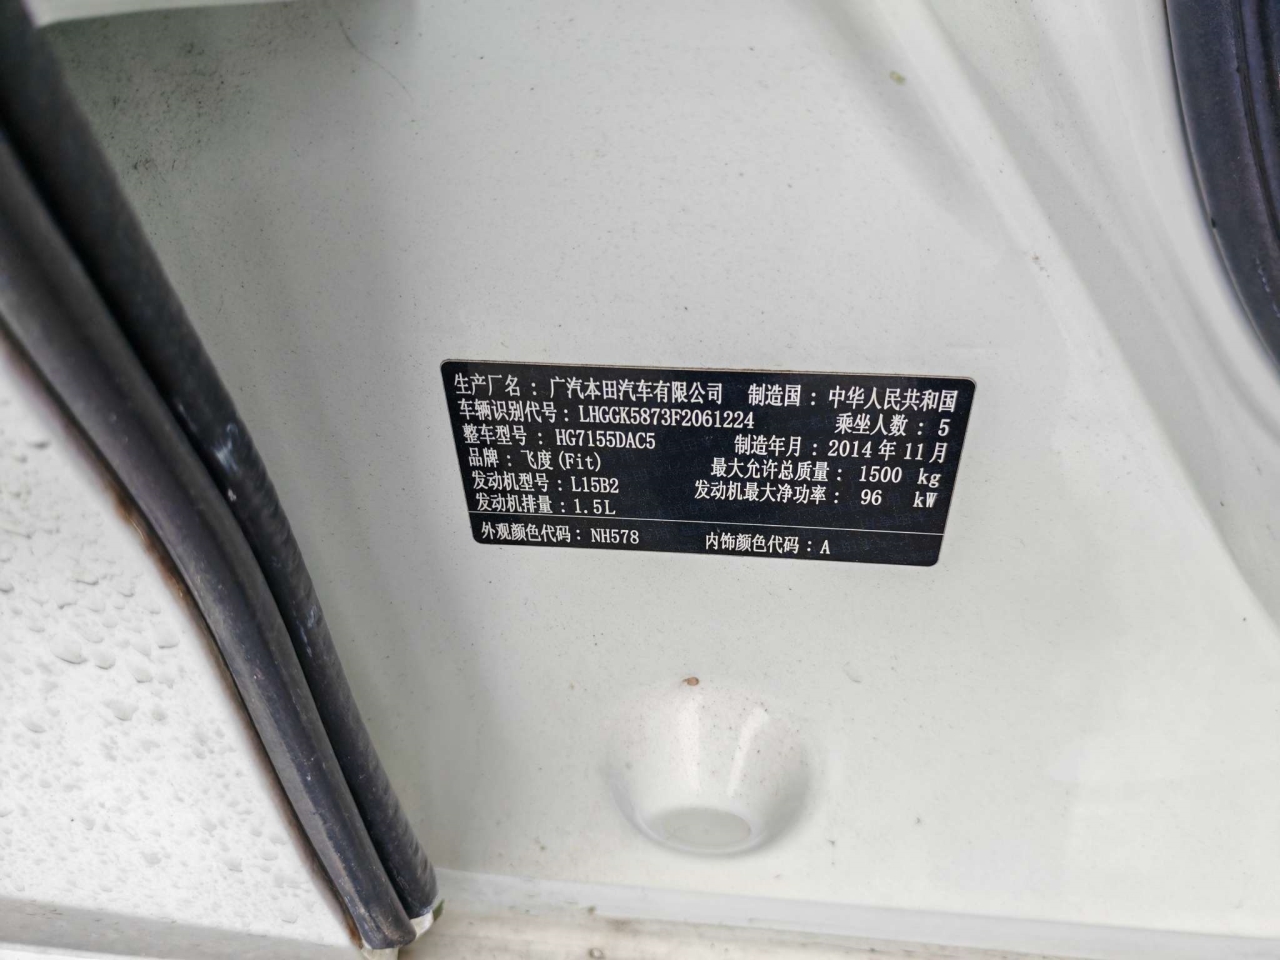 生产厂名：广汽本田汽车有限公司 制造国：中华人民共和国
车辆识别代号：LHGGK5873F2061224 乘坐人数：5
整车型号：HG7155DAC5 制造年月：2014年11月
品牌：飞度(Fit) 最大允许总质量：1500 kg
发动机型号：L15B2 发动机最大净功率：96 kW
发动机排量：1.5L
外观颜色代码：NH578 内饰颜色代码：A